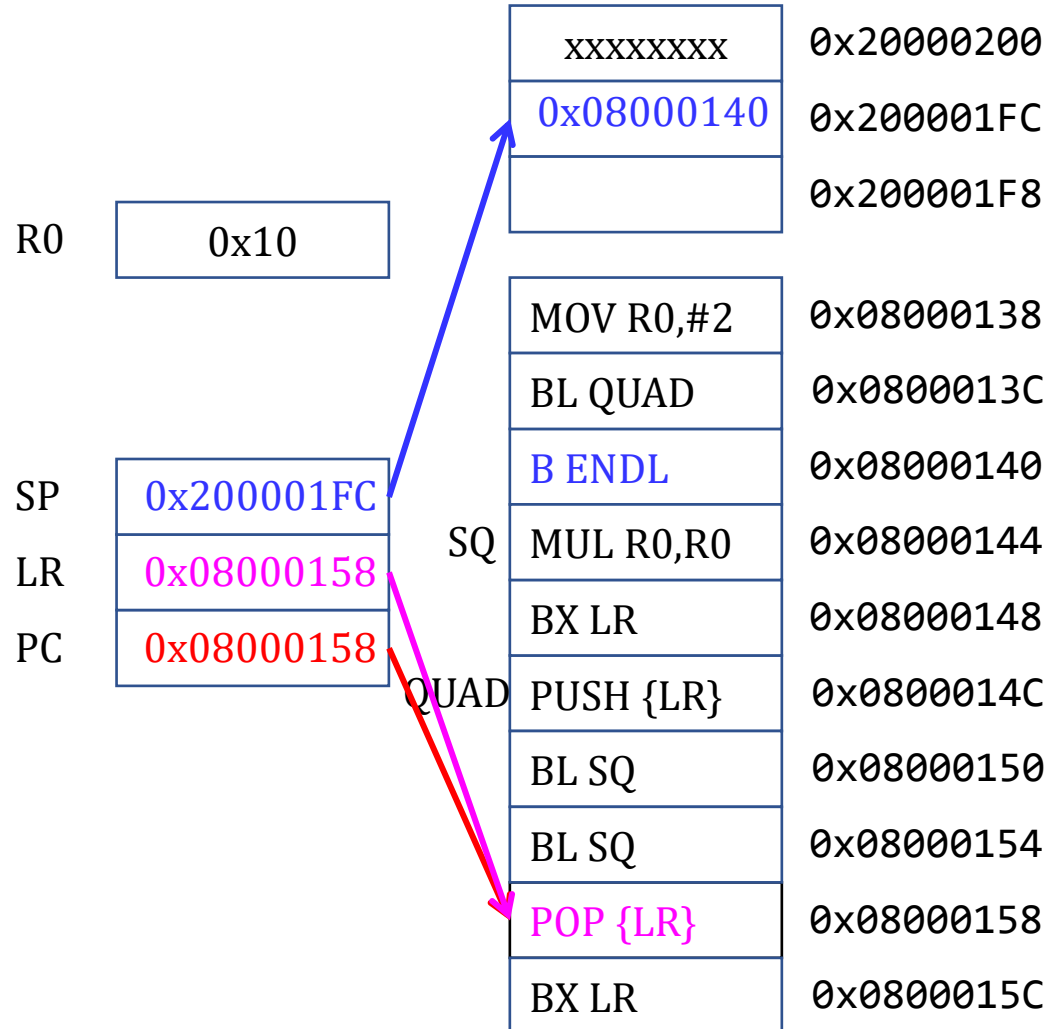 xxxxxxxx 0x20000200
0x08000140 0x200001FC
0x200001F8
R0 0x10
MOV R0,#2 0x08000138
BL QUAD 0x0800013C
B ENDL 0x08000140
SP 0x200001FC
SQ MUL R0,R0 0x08000144
LR 0x08000158
BX LR 0x08000148
PC 0x08000158
QUAD PUSH {LR} 0x0800014C
BL SQ 0x08000150
BL SQ 0x08000154
POP {LR} 0x08000158
BX LR 0x0800015C